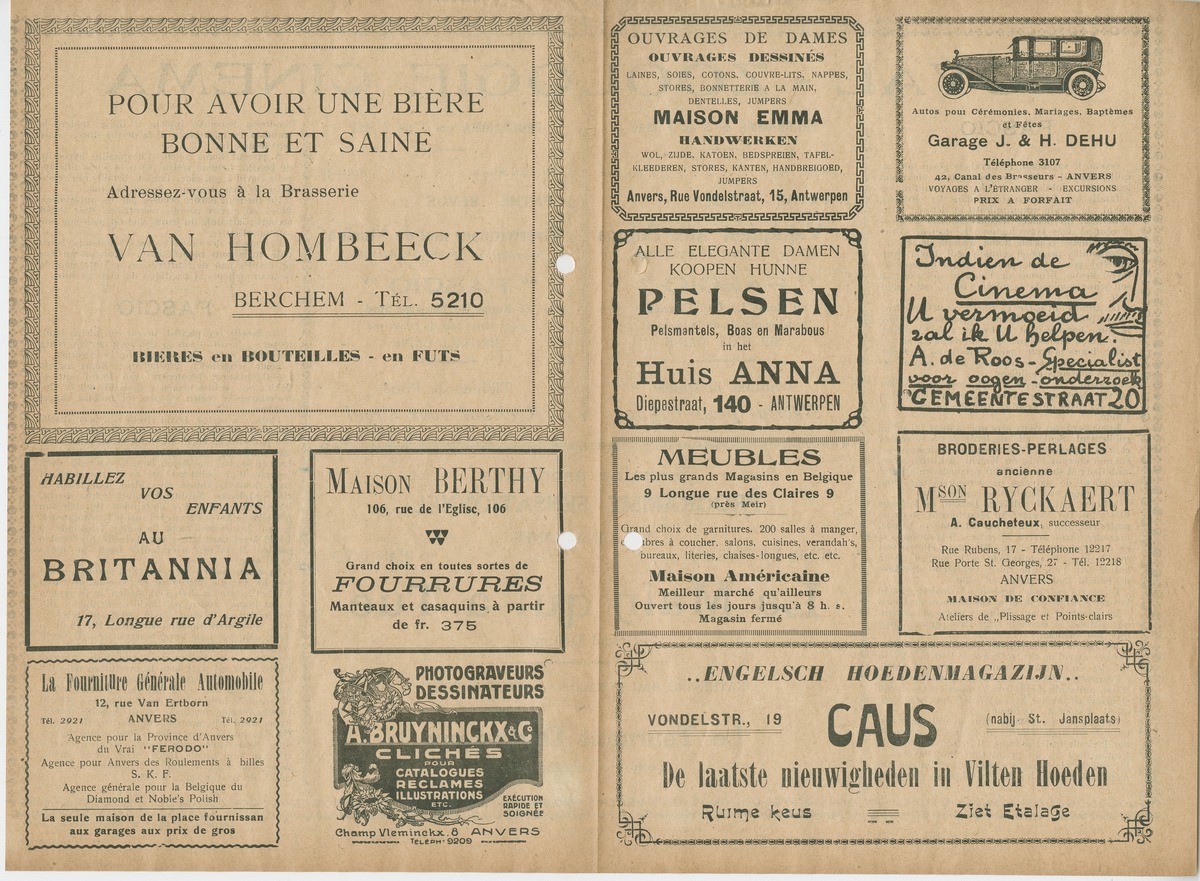 POUR AVOIR UNE BIÈRE
BONNE ET SAINE
Adressez-vous à la Brasserie
VAN HOMBEECK
BERCHEM - TÉL. 5210
BIERES en BOUTEILLES - en FUTS
HABILLEZ
VOS
ENFANTS
AU
BRITANNIA
17, Longue rue d'Argile
MAISON BERTHY
106, rue de l'Eglise, 106
Grand choix en toutes sortes de
FOURRURES
Manteaux et casaquins à partir
de fr. 375
La Fourniture Générale Automobile
12, rue Van Ertborn
Tél. 2921 ANVERS Tél. 2921
Agence pour la Province d'Anvers
du Vrai "FERODO"
Agence pour Anvers des Roulements à billes
S. K. F.
Agence générale pour la Belgique du
Diamond et Noble's Polish
La seule maison de la place fournissan
aux garages aux prix de gros
PHOTOGRAVEURS
DESSINATEURS
A. BRUYNINCKX & Co
CLICHÉS
POUR
CATALOGUES
RÉCLAMES
ILLUSTRATIONS
ETC.
EXÉCUTION
RAPIDE ET
SOIGNÉE
Champ Vleminckx. 8 ANVERS
TÉLÉPH. 9209
OUVRAGES DE DAMES
OUVRAGES DESSINÉS
LAINES, SOIES, COTONS, COUVRE-LITS, NAPPES,
STORES, BONNETTERIE A LA MAIN,
DENTELLES, JUMPERS
MAISON EMMA
HANDWERKEN
WOL, ZIJDE, KATOEN, BEDSPREIEN, TAFEL-
KLEEDEREN, STORES, KANTEN, HANDBREIGOED,
JUMPERS
Anvers, Rue Vondelstraat, 15, Antwerpen
Autos pour Cérémonies, Mariages, Baptèmes
et Fêtes
Garage J. & H. DEHU
Téléphone 3107
42, Canal des Brasseurs - ANVERS
VOYAGES A L'ÉTRANGER - EXCURSIONS
PRIX A FORFAIT
ALLE ELEGANTE DAMEN
KOOPEN HUNNE
PELSEN
Pelsmantels, Boas en Marabous
in het
Huis ANNA
Diepestraat, 140 - ANTWERPEN
Indien de
Cinema
U vermoeid
zal ik U helpen.
A. de Roos - Specialist
voor oogen-onderzoek
GEMEENTESTRAAT 20
MEUBLES
Les plus grands Magasins en Belgique
9 Longue rue des Claires 9
(près Meir)
Grand choix de garnitures. 200 salles à manger,
bres à coucher, salons, cuisines, verandah's,
bureaux, literies, chaises-longues, etc. etc.
Maison Américaine
Meilleur marché qu'ailleurs
Ouvert tous les jours jusqu'à 8 h. s.
Magasin fermé
BRODERIES-PERLAGES
ancienne
MSON RYCKAERT
A. Caucheteux, successeur
Rue Rubens, 17 - Téléphone 12217
Rue Porte St. Georges, 27 - Tél. 12218
ANVERS
MAISON DE CONFIANCE
Ateliers de „Plissage et Points-clairs
..ENGELSCH HOEDENMAGAZIJN..
VONDELSTR., 19 CAUS (nabij St. Jansplaats)
De laatste nieuwigheden in Vilten Hoeden
Ruime keus Ziet Etalage